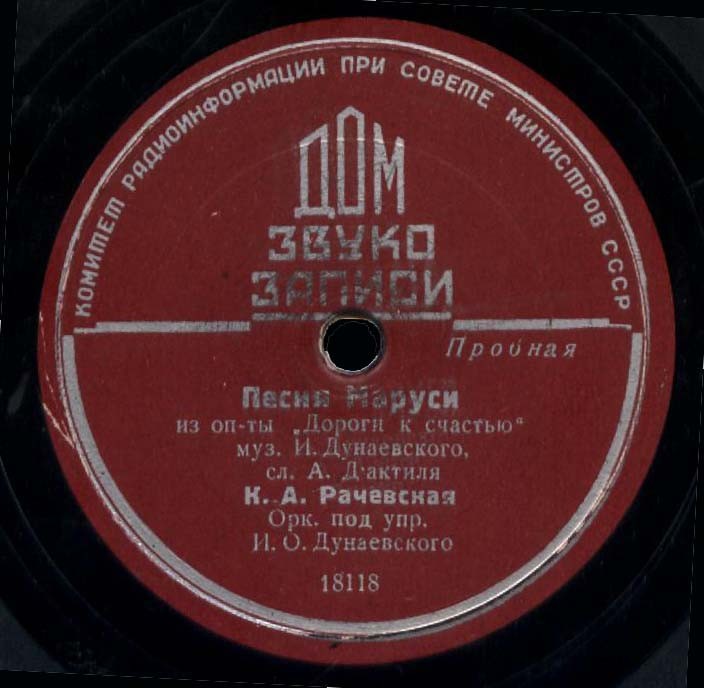 КОМИТЕТ РАДИОИНФОРМАЦИИ ПРИ СОВЕТЕ МИНИСТРОВ СССР
ДОМ
ЗВУКО
ЗАПИСИ
Пробная
Песня Маруси
из оп-ты „Дороги к счастью“
муз. И. Дунаевского,
сл. А. Д'актиля
К. А. Рачевская
Орк. под упр.
И. О. Дунаевского
18118